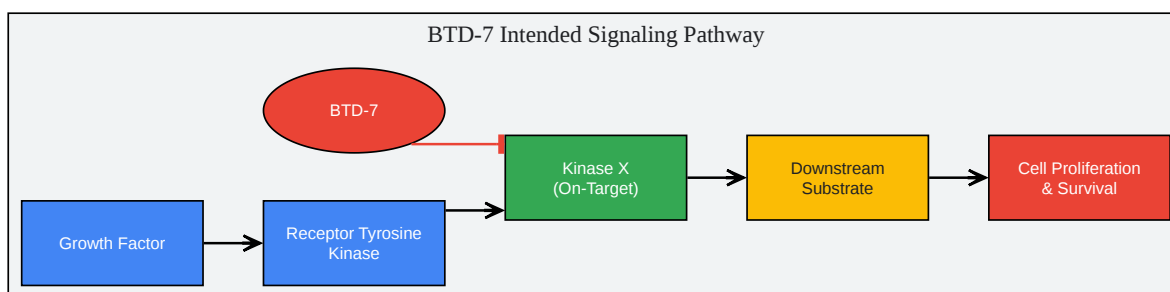 BTD-7 Intended Signaling Pathway
BTD-7
Kinase X
(On-Target)
Downstream
Substrate
Cell Proliferation
& Survival
Growth Factor
Receptor Tyrosine
Kinase